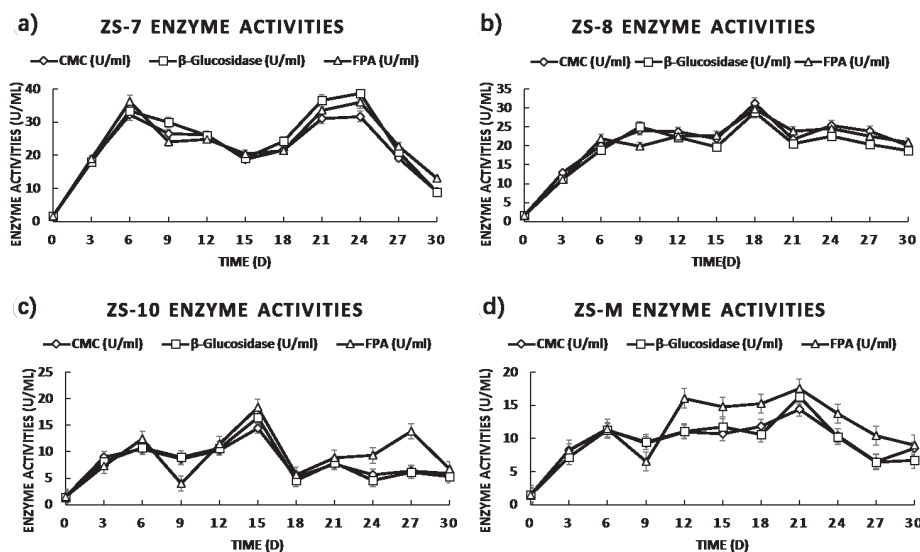 a)
ZS-7 ENZYME ACTIVITIES
CMC (U/ml) β-Glucosidase (U/ml) FPA (U/ml)
ENZYME ACTIVITIES (U/ML)
40
30
20
10
0
0 3 6 9 12 15 18 21 24 27 30
TIME (D)
b)
ZS-8 ENZYME ACTIVITIES
CMC (U/ml) β-Glucosidase (U/ml) FPA (U/ml)
ENZYME ACTIVITIES (U/ML)
35
30
25
20
15
10
5
0
0 3 6 9 12 15 18 21 24 27 30
TIME(D)
c)
ZS-10 ENZYME ACTIVITIES
CMC (U/ml) β-Glucosidase (U/ml) FPA (U/ml)
ENZYME ACTIVITIES (U/ML)
25
20
15
10
5
0
0 3 6 9 12 15 18 21 24 27 30
TIME (D)
d)
ZS-M ENZYME ACTIVITIES
CMC (U/ml) β-Glucosidase (U/ml) FPA (U/ml)
ENZYME ACTIVITIES (U/ML)
20
15
10
5
0
0 3 6 9 12 15 18 21 24 27 30
TIME (D)